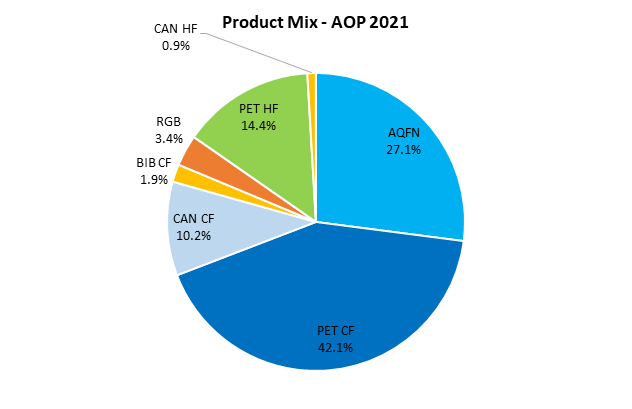 Product Mix - AOP 2021
CAN HF
0.9%
PET HF
14.4%
AQFN
27.1%
RGB
3.4%
BIB CF
1.9%
CAN CF
10.2%
PET CF
42.1%